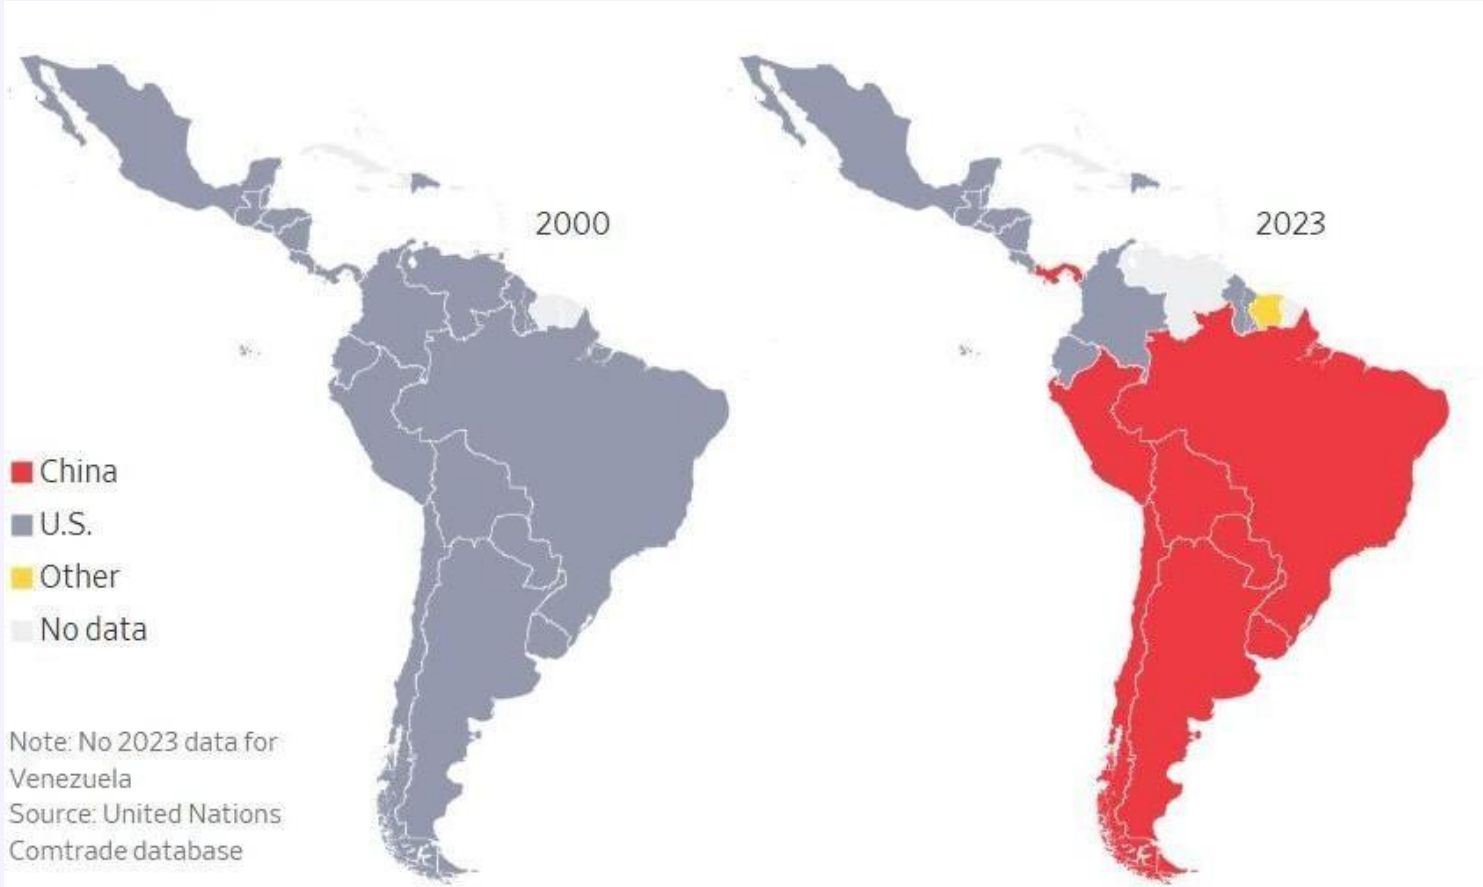 2000
2023
China
U.S.
Other
No data
Note: No 2023 data for
Venezuela
Source: United Nations
Comtrade database